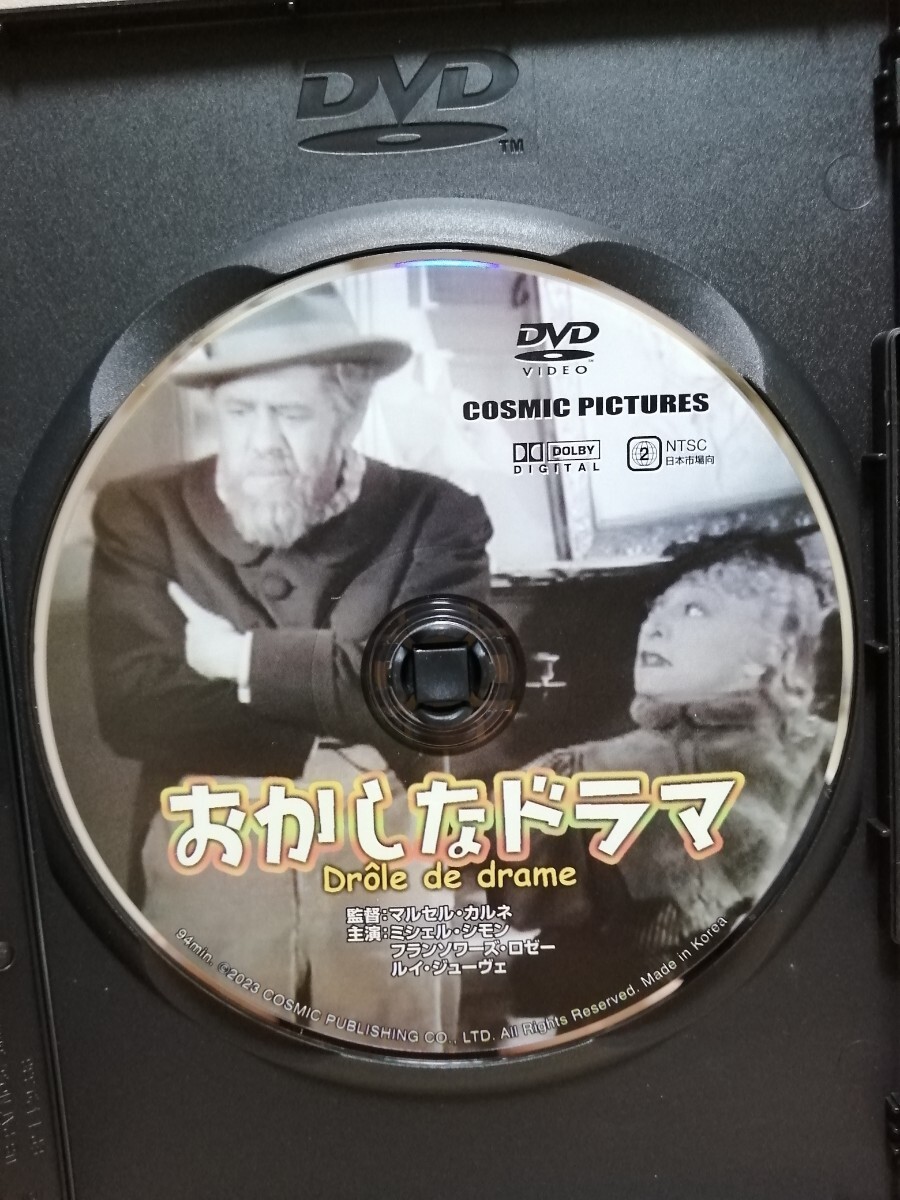 DVD
TM
DVD
VIDEO
COSMIC PICTURES
DOLBY
DIGITAL
2
NTSC
日本市場向
おかしなドラマ
Drôle de drame
監督:マルセル・カルネ
主演:ミシェル・シモン
フランソワーズ・ロゼー
ルイ・ジューヴェ
94min. ©2023 COSMIC PUBLISHING CO., LTD. All Rights Reserved. Made in Korea